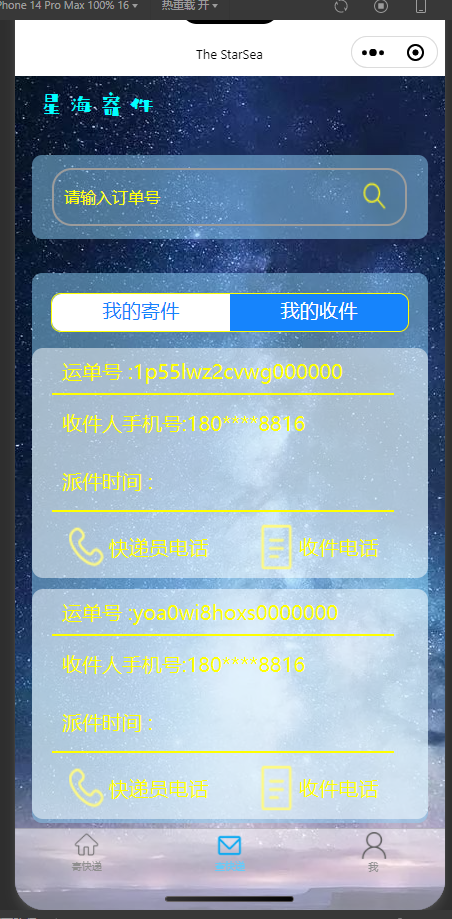 Phone 14 Pro Max 100% 16 热重载 开
The StarSea
星海寄件
请输入订单号
我的寄件 我的收件
运单号 :1p55lwz2cvwg000000
收件人手机号:180****8816
派件时间 :
快递员电话 收件电话
运单号 :yoa0wi8hoxs0000000
收件人手机号:180****8816
派件时间 :
快递员电话 收件电话
寄快递 我